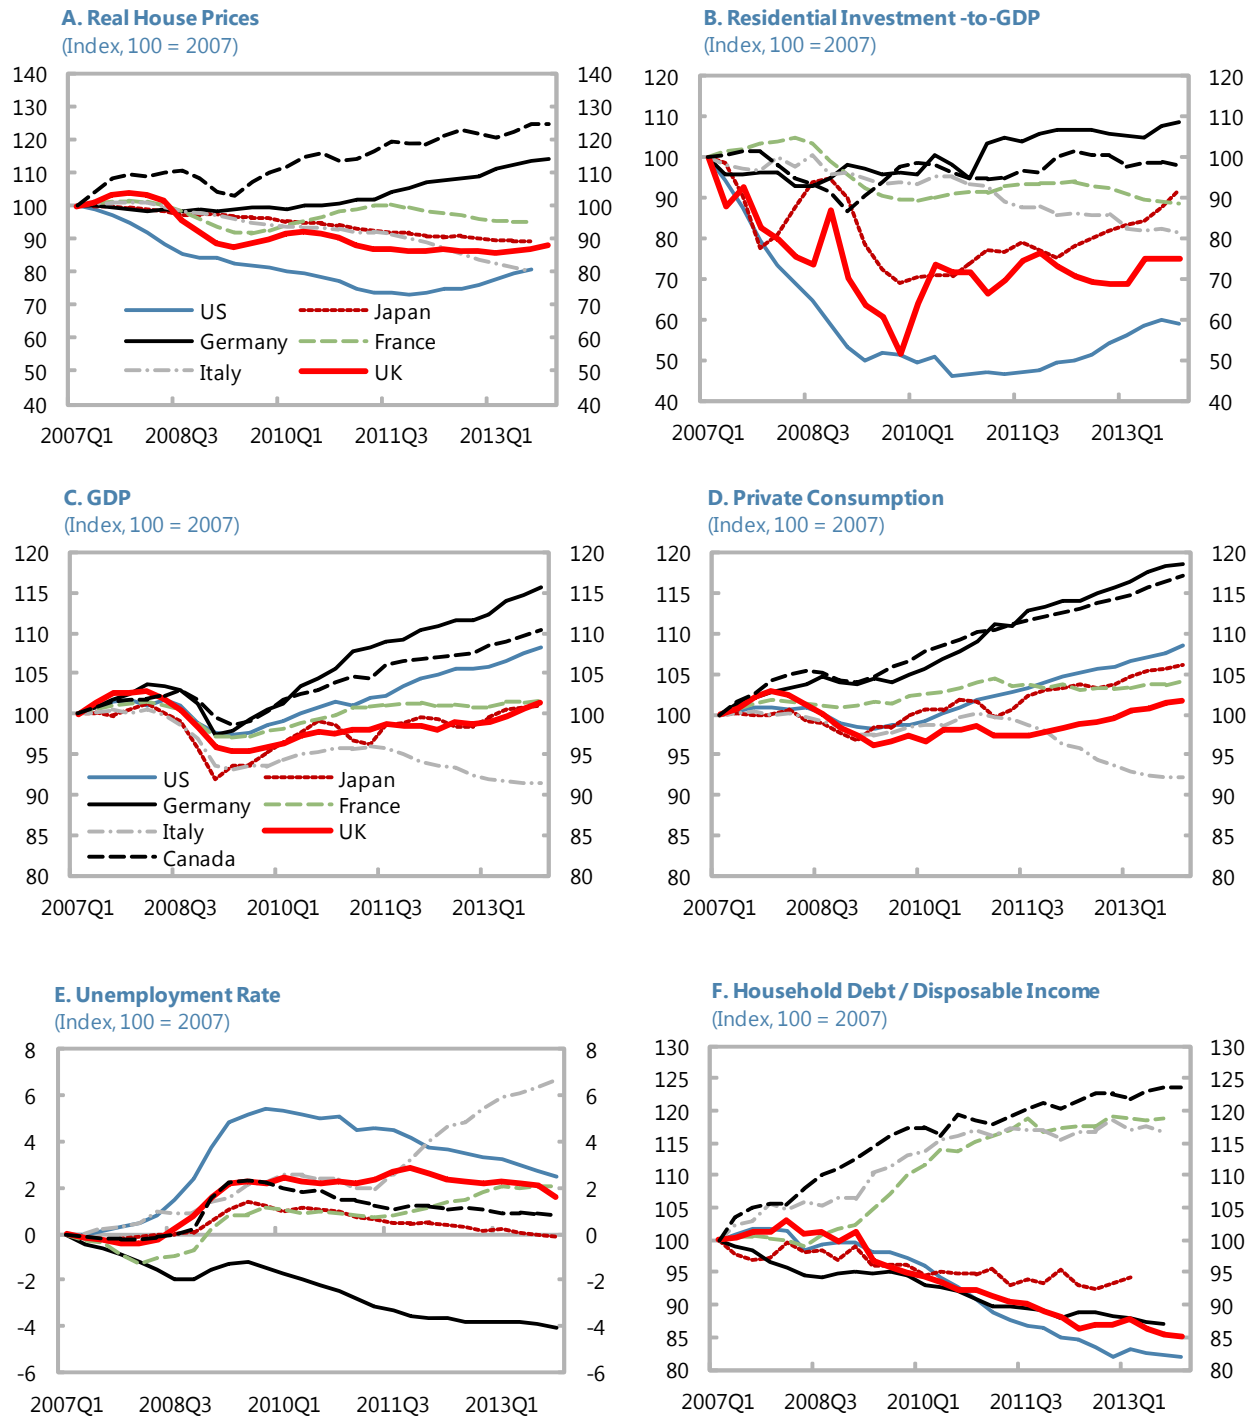 A. Real House Prices
(Index, 100 = 2007)
140 140
130 130
120 120
110 110
100 100
90 90
80 80
70 70
60 60
50 50
40 40
US Japan
Germany France
Italy UK
2007Q1 2008Q3 2010Q1 2011Q3 2013Q1
B. Residential Investment -to-GDP
(Index, 100 =2007)
120 120
110 110
100 100
90 90
80 80
70 70
60 60
50 50
40 40
2007Q1 2008Q3 2010Q1 2011Q3 2013Q1
C. GDP
(Index, 100 = 2007)
120 120
115 115
110 110
105 105
100 100
95 95
90 90
85 85
80 80
US Japan
Germany France
Italy UK
Canada
2007Q1 2008Q3 2010Q1 2011Q3 2013Q1
D. Private Consumption
(Index, 100 = 2007)
120 120
115 115
110 110
105 105
100 100
95 95
90 90
85 85
80 80
2007Q1 2008Q3 2010Q1 2011Q3 2013Q1
E. Unemployment Rate
(Index, 100 = 2007)
8 8
6 6
4 4
2 2
0 0
-2 -2
-4 -4
-6 -6
2007Q1 2008Q3 2010Q1 2011Q3 2013Q1
F. Household Debt / Disposable Income
(Index, 100 = 2007)
130 130
125 125
120 120
115 115
110 110
105 105
100 100
95 95
90 90
85 85
80 80
2007Q1 2008Q3 2010Q1 2011Q3 2013Q1